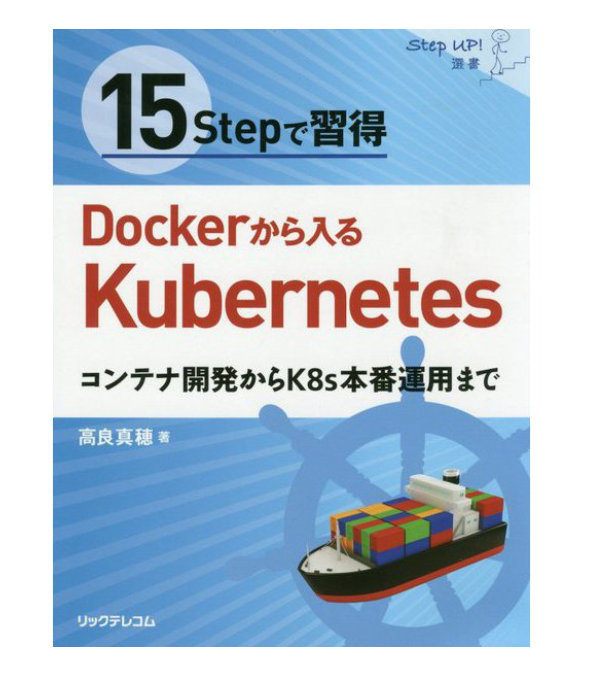 Step UP!
選書
15Stepで習得
Dockerから入る
Kubernetes
コンテナ開発からK8s本番運用まで
高良真穂 著
リックテレコム